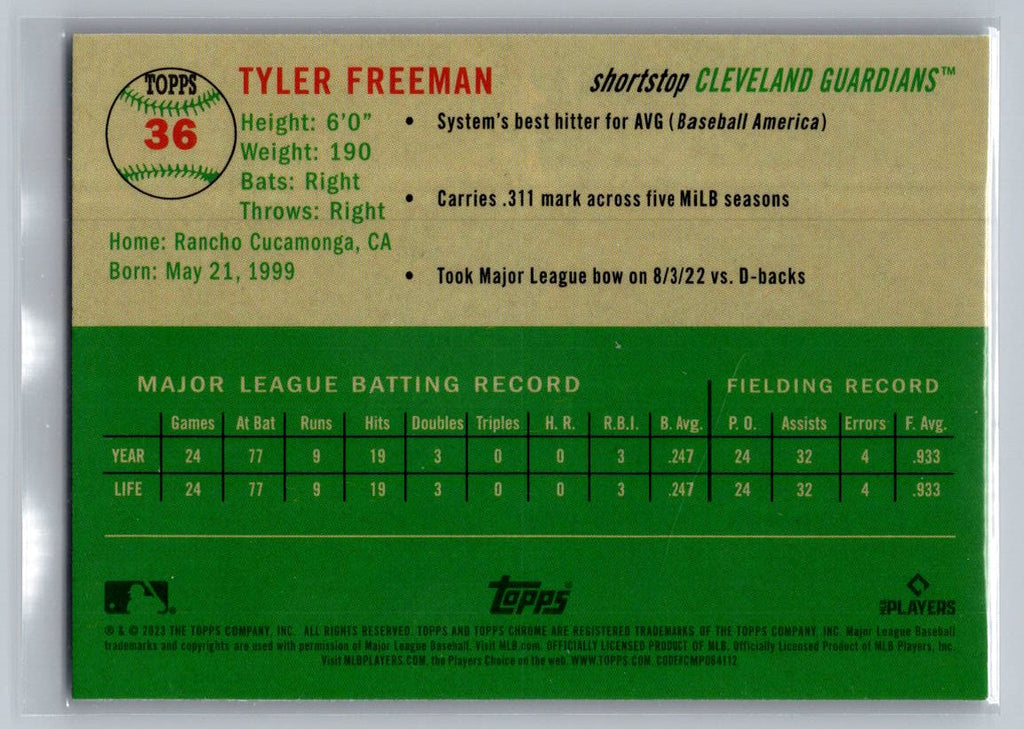 TOPPS
36
TYLER FREEMAN
shortstop CLEVELAND GUARDIANS™
Height: 6'0"
Weight: 190
Bats: Right
Throws: Right
Home: Rancho Cucamonga, CA
Born: May 21, 1999
• System's best hitter for AVG (Baseball America)
• Carries .311 mark across five MiLB seasons
• Took Major League bow on 8/3/22 vs. D-backs
MAJOR LEAGUE BATTING RECORD FIELDING RECORD
Games At Bat Runs Hits Doubles Triples H. R. R.B.I. B. Avg. P. O. Assists Errors F. Avg.
YEAR 24 77 9 19 3 0 0 3 .247 24 32 4 .933
LIFE 24 77 9 19 3 0 0 3 .247 24 32 4 .933
Topps®
MLB PLAYERS
® & © 2023 THE TOPPS COMPANY, INC. ALL RIGHTS RESERVED. TOPPS AND TOPPS CHROME ARE REGISTERED TRADEMARKS OF THE TOPPS COMPANY, INC. Major League Baseball
trademarks and copyrights are used with permission of Major League Baseball. Visit MLB.com. OFFICIALLY LICENSED PRODUCT OF MLB. Officially Licensed Product of MLB Players, Inc.
Visit MLBPLAYERS.COM, the Players Choice on the web. WWW.TOPPS.COM. CODE#CMP064112